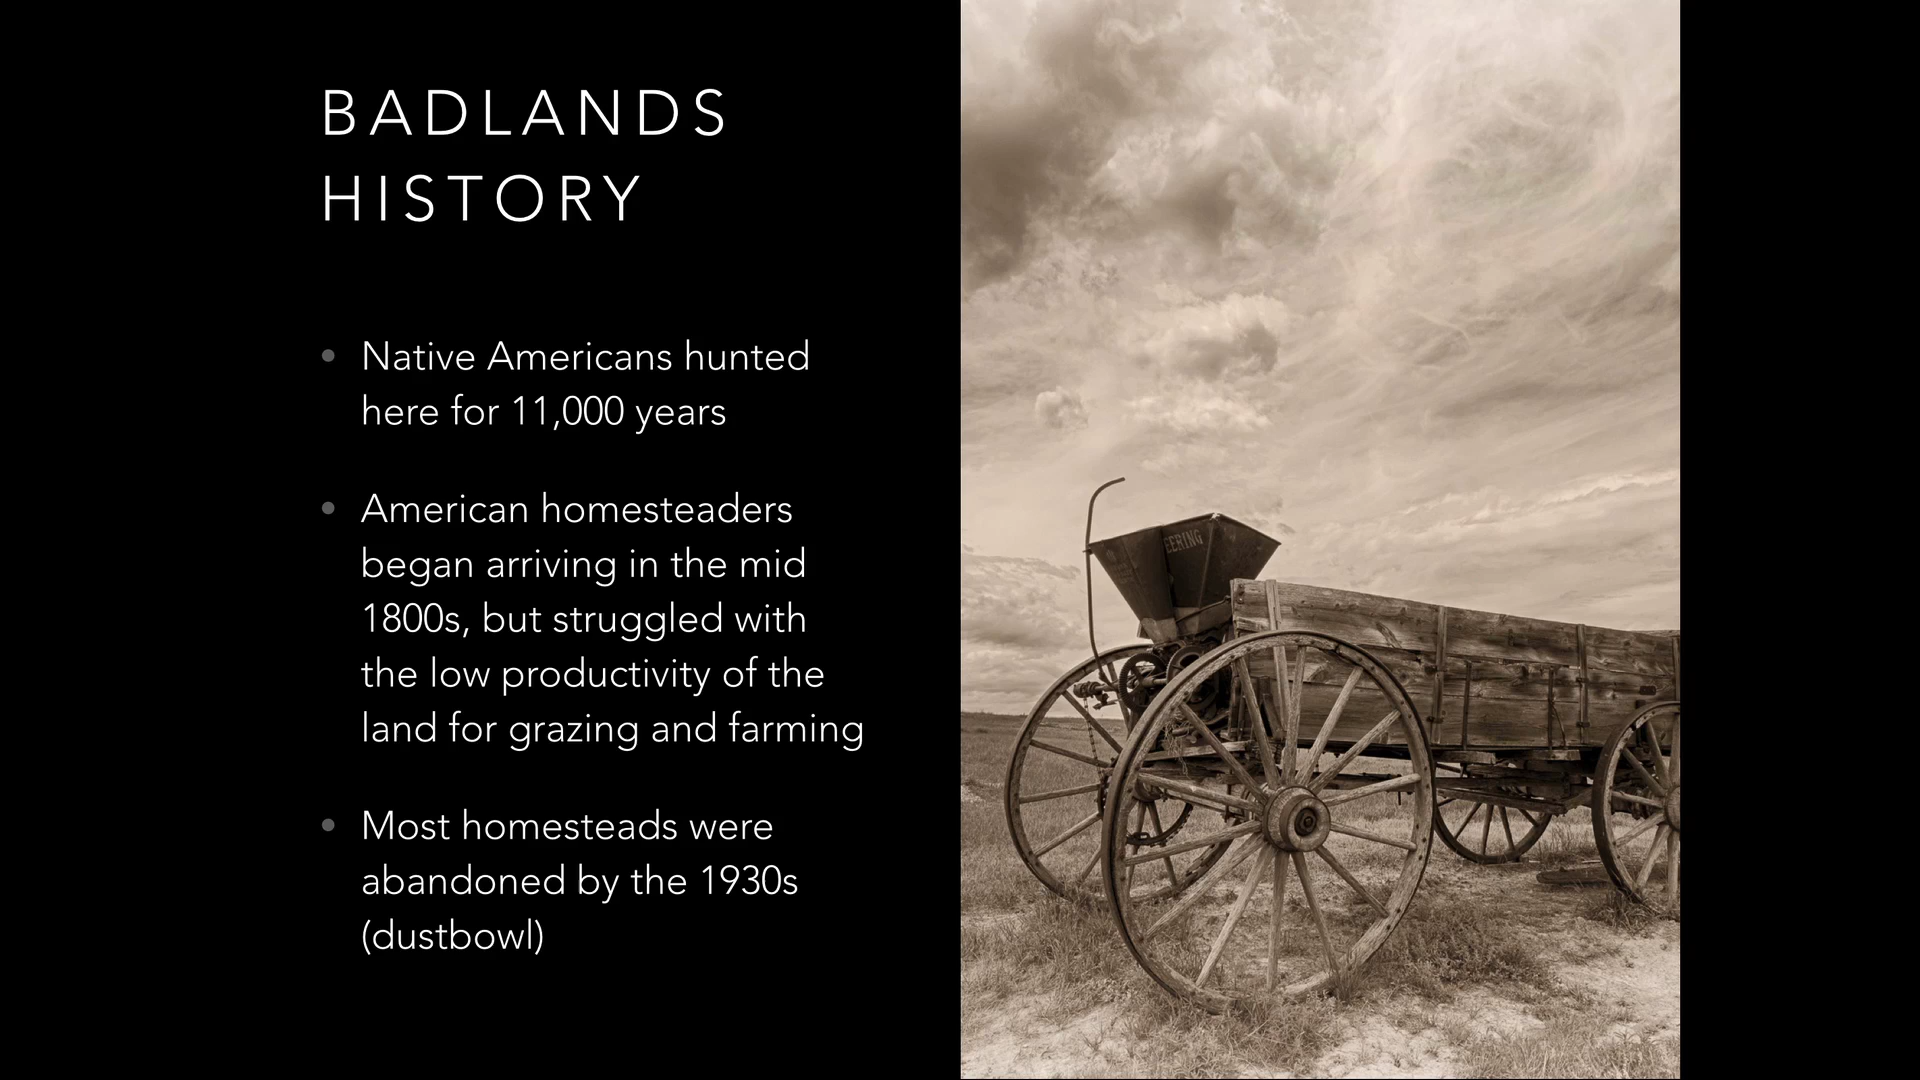 BADLANDS
HISTORY
• Native Americans hunted
here for 11,000 years
• American homesteaders
began arriving in the mid
1800s, but struggled with
the low productivity of the
land for grazing and farming
• Most homesteads were
abandoned by the 1930s
(dustbowl)
EERING